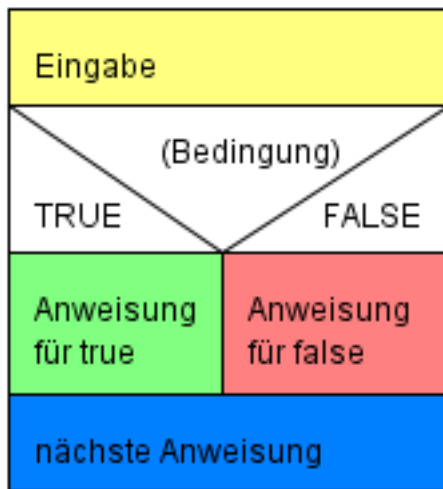 Eingabe
(Bedingung)
TRUE FALSE
Anweisung
für true
Anweisung
für false
nächste Anweisung